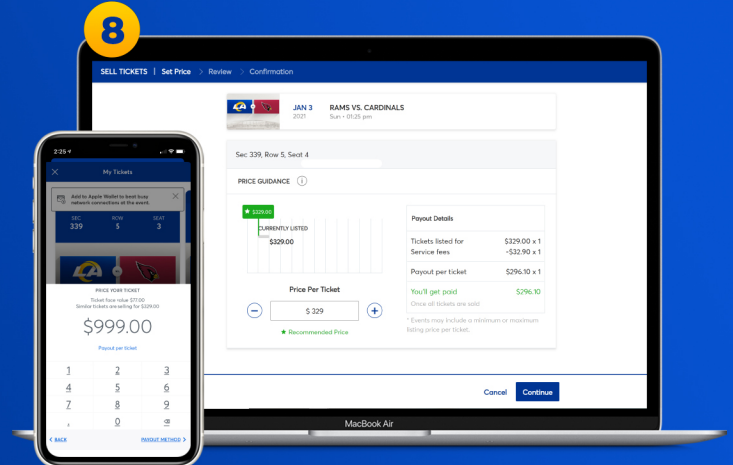 8
SELL TICKETS | Set Price > Review > Confirmation
JAN 3 RAMS VS. CARDINALS
2021 Sun • 01:25 pm
Sec 339, Row 5, Seat 4
PRICE GUIDANCE i
★ $329.00
CURRENTLY LISTED
$329.00
Price Per Ticket
− $ 329 +
★ Recommended Price
Payout Details
Tickets listed for $329.00 x 1
Service fees -$32.90 x 1
Payout per ticket $296.10 x 1
You'll get paid $296.10
Once all tickets are sold
* Events may include a minimum or maximum
listing price per ticket.
Cancel Continue
MacBook Air
2:25
My Tickets
Add to Apple Wallet to beat busy
network connections at the event
SEC ROW SEAT
339 5 3
PRICE YOUR TICKET
Ticket face value $77.00
Similar tickets are selling for $329.00
$999.00
Payout per ticket
1 2 3
4 5 6
7 8 9
. 0
< BACK PAYOUT METHOD >